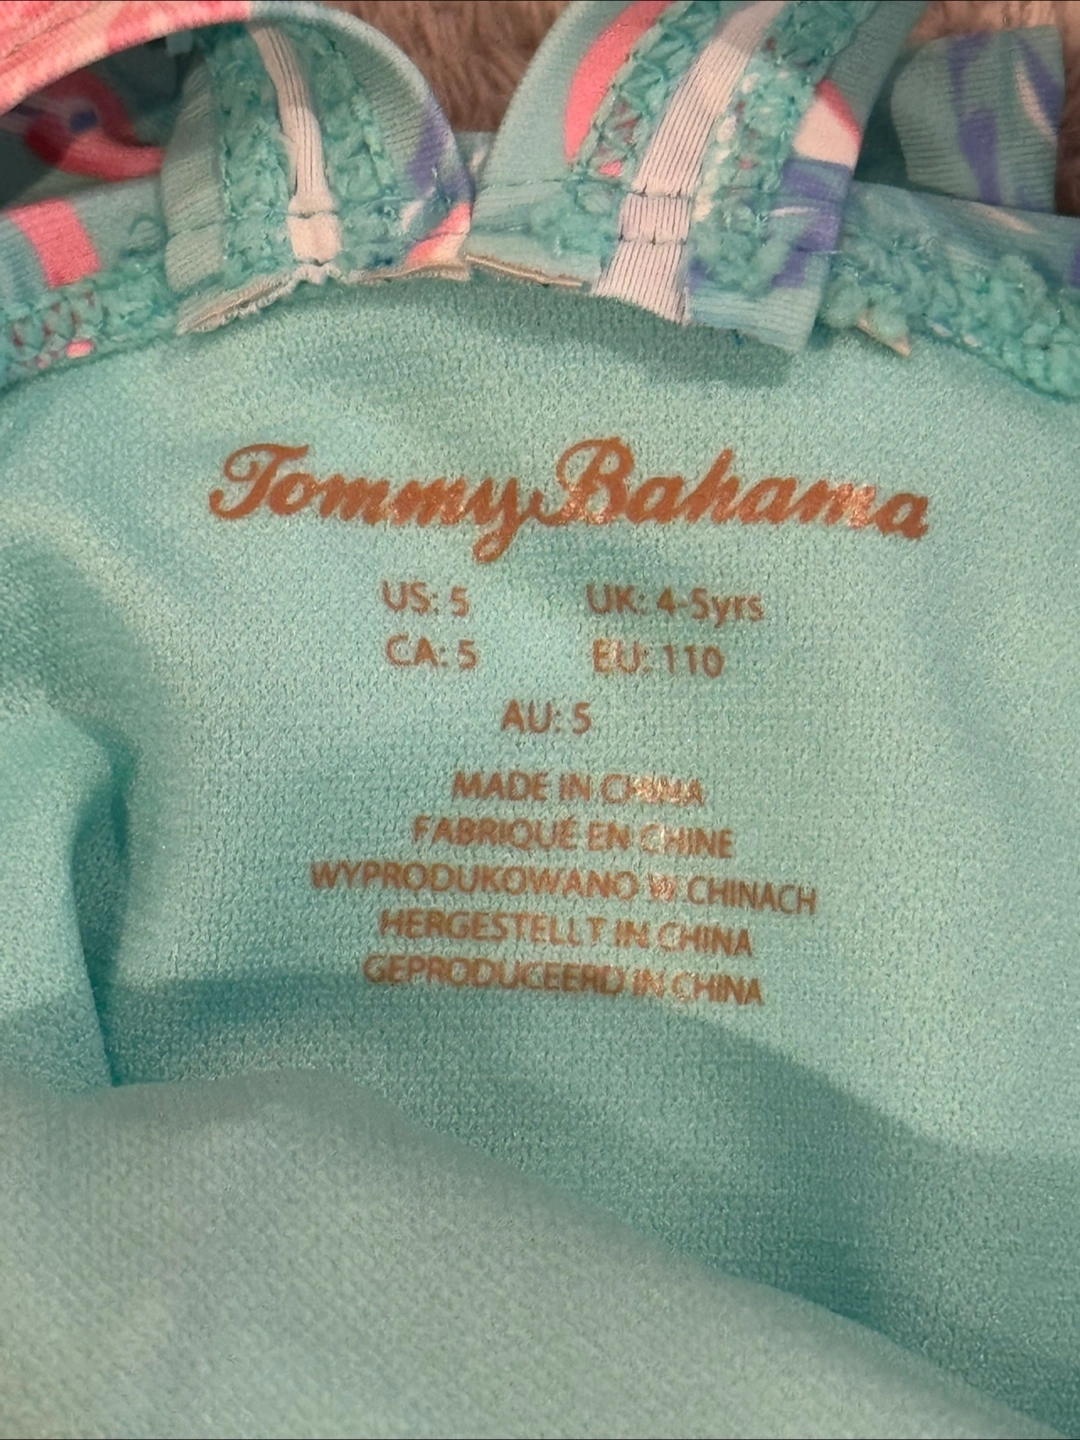 Tommy Bahama
US: 5 UK: 4-5yrs
CA: 5 EU: 110
AU: 5
MADE IN CHINA
FABRIQUÉ EN CHINE
WYPRODUKOWANO W CHINACH
HERGESTELLT IN CHINA
GEPRODUCEERD IN CHINA